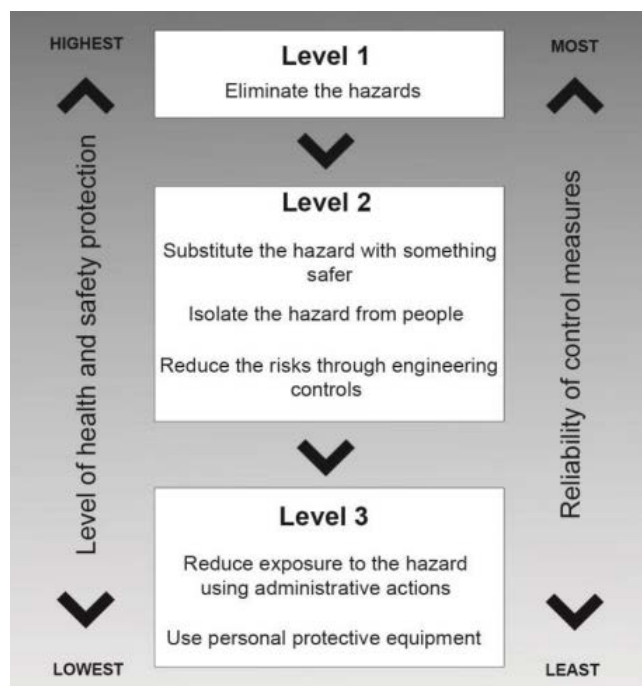 HIGHEST
MOST
Level 1
Eliminate the hazards
Level 2
Substitute the hazard with something
safer
Isolate the hazard from people
Reduce the risks through engineering
controls
Level 3
Reduce exposure to the hazard
using administrative actions
Use personal protective equipment
Level of health and safety protection
Reliability of control measures
LOWEST
LEAST